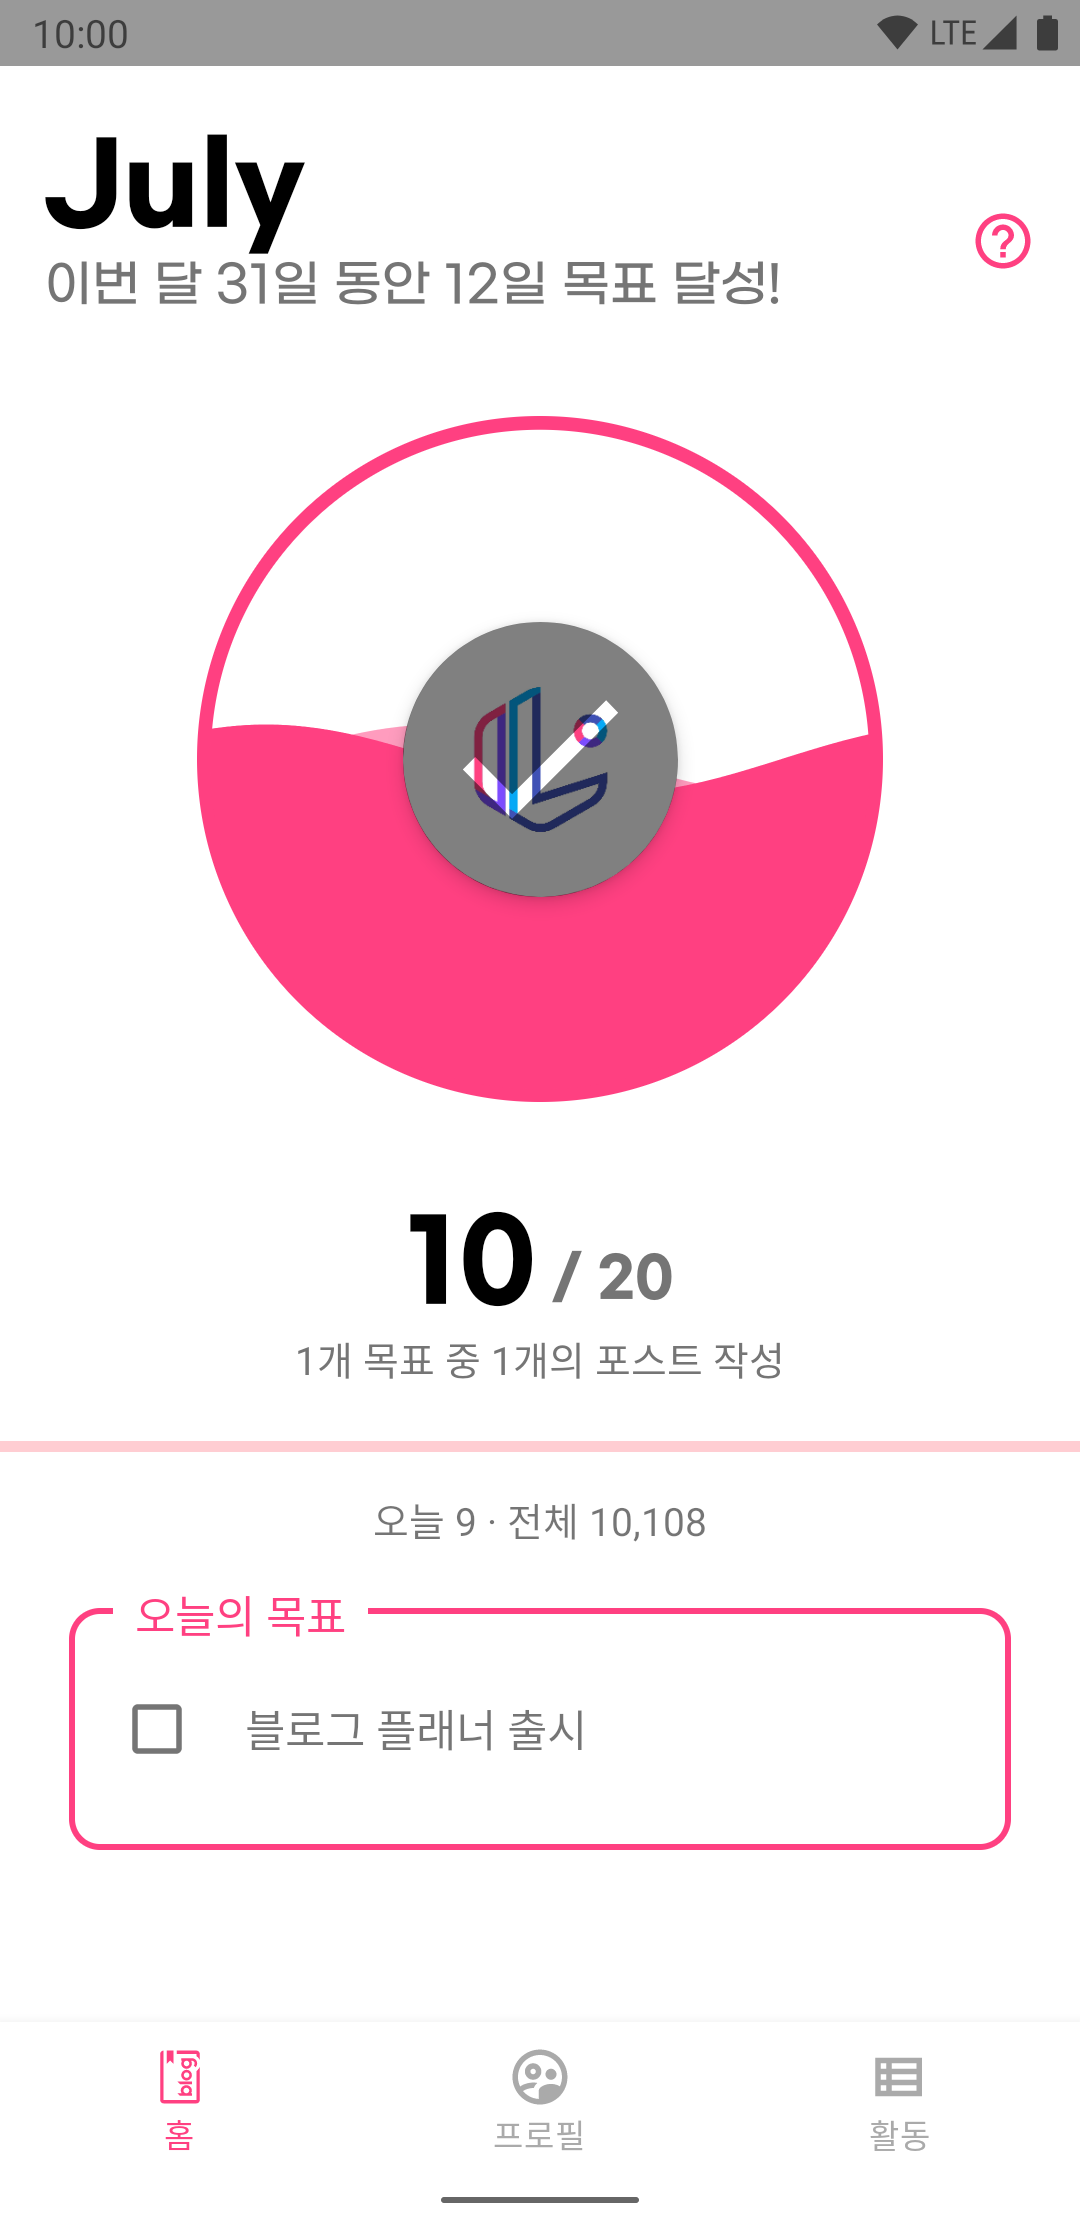 10:00 LTE
July
이번 달 31일 동안 12일 목표 달성!
10 / 20
1개 목표 중 1개의 포스트 작성
오늘 9 · 전체 10,108
오늘의 목표
블로그 플래너 출시
blog
홈 프로필 활동